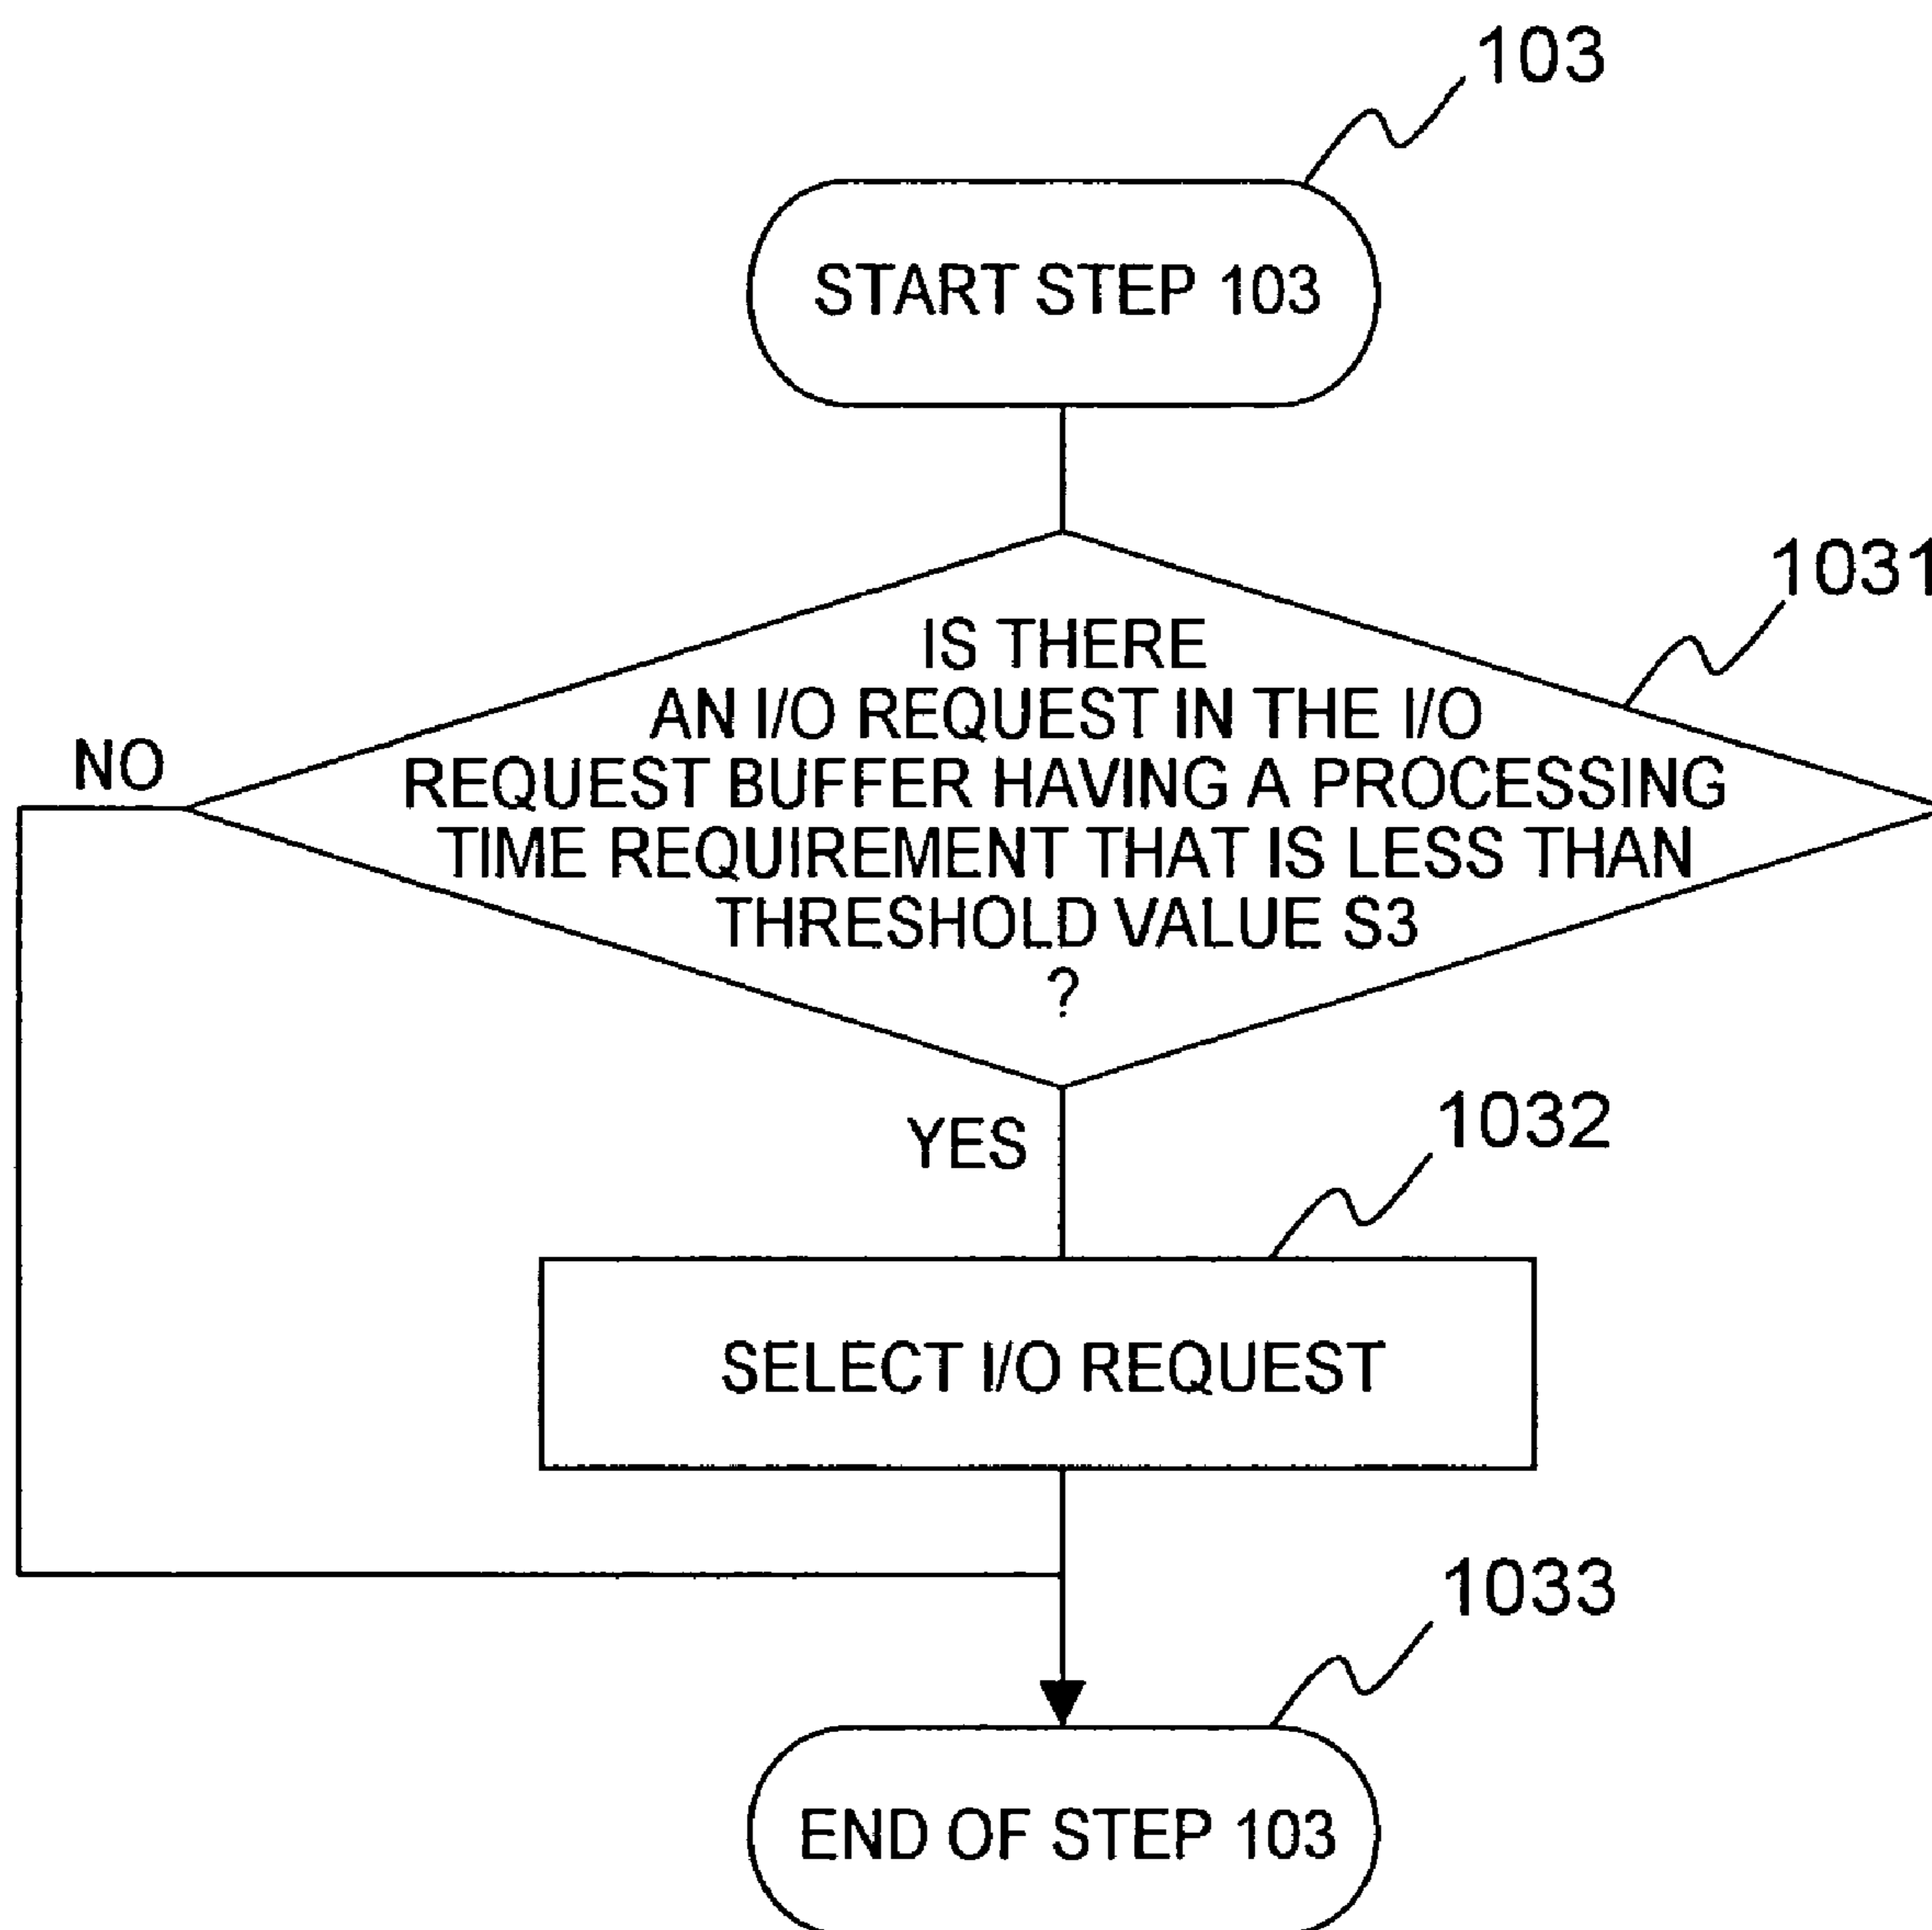 103
START STEP 103
1031
IS THERE
AN I/O REQUEST IN THE I/O
REQUEST BUFFER HAVING A PROCESSING
TIME REQUIREMENT THAT IS LESS THAN
THRESHOLD VALUE S3
?
NO
YES
1032
SELECT I/O REQUEST
1033
END OF STEP 103